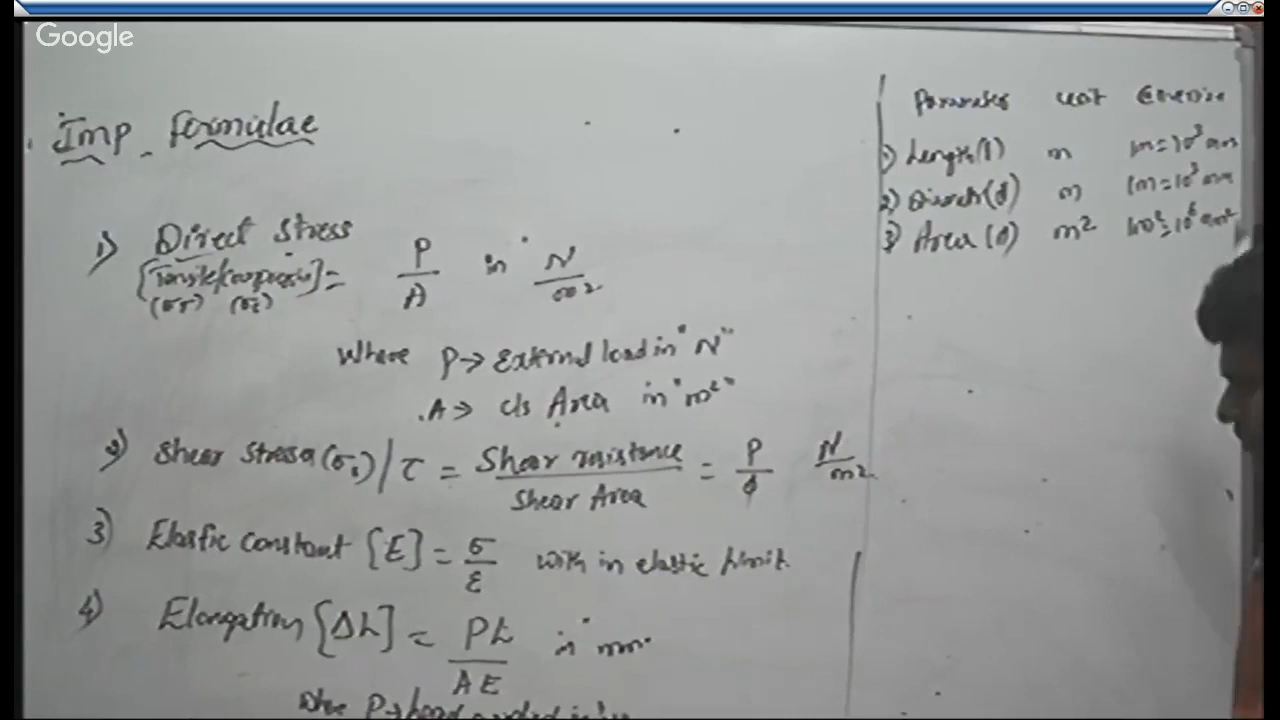 Google
Imp. Formulae
1) Direct Stress
[Tensile/compressive] = P/A in N/m2
(σT) (σc)
Where P → External load in "N"
A → c/s Area in "m²"
2) Shear Stress (σs) / τ = Shear resistance / Shear Area = P/A N/m2
3) Elastic constant [E] = σ/ε with in elastic limit.
4) Elongation [ΔL] = PL/AE in mm.
Where P →
Parameter unit
1) Length(l) m 1m = 10³ mm
2) (d) m 1m = 10³ mm
3) Area (A) m² 1m² = 10⁶ mm²